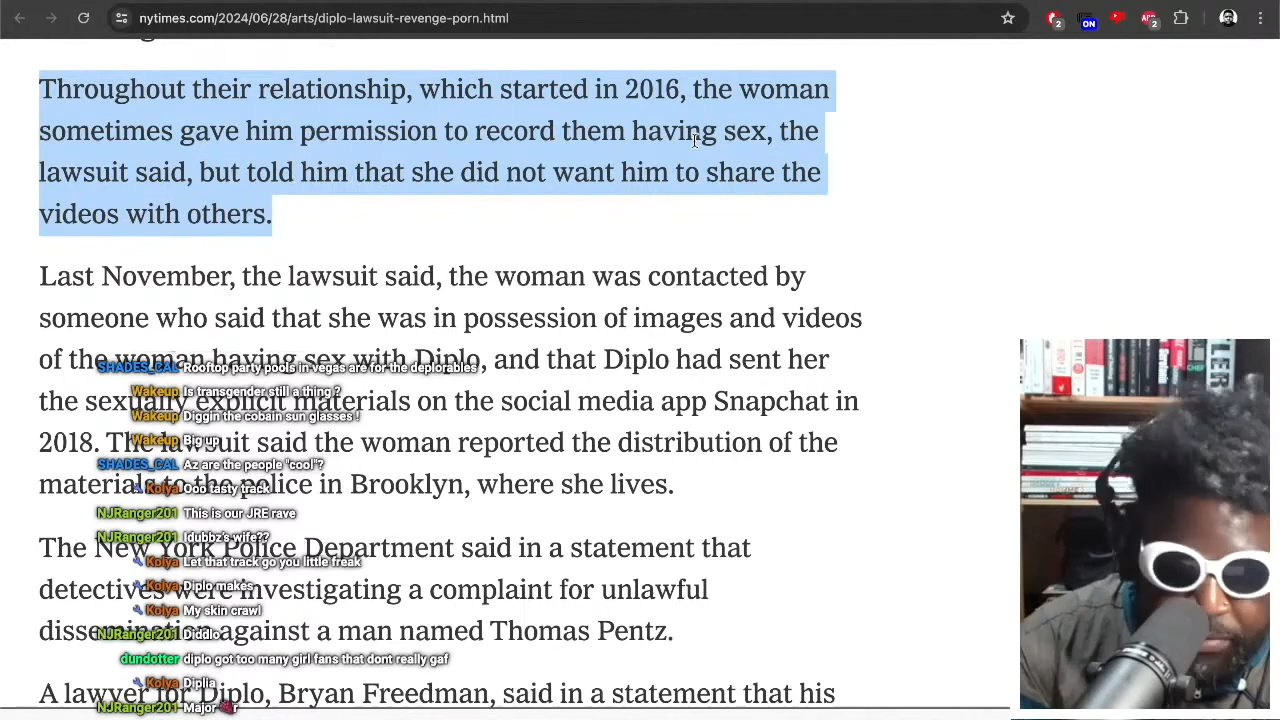 nytimes.com/2024/06/28/arts/diplo-lawsuit-revenge-porn.html
2
ON
2
Throughout their relationship, which started in 2016, the woman
sometimes gave him permission to record them having sex, the
lawsuit said, but told him that she did not want him to share the
videos with others.
Last November, the lawsuit said, the woman was contacted by
someone who said that she was in possession of images and videos
of the woman having sex with Diplo, and that Diplo had sent her
the sexually explicit materials on the social media app Snapchat in
2018. The lawsuit said the woman reported the distribution of the
materials to the police in Brooklyn, where she lives.
The New York Police Department said in a statement that
detectives were investigating a complaint for unlawful
dissemination against a man named Thomas Pentz.
A lawyer for Diplo, Bryan Freedman, said in a statement that his
SHADES_CAL Rooftop party pools in vegas are for the deplorables
Wakeup Is transgender still a thing ?
Wakeup Diggin the cobain sun glasses !
Wakeup Big up
SHADES_CAL Az are the people "cool"?
Koiya Ooo tasty track
NJRanger201 This is our JRE rave
NJRanger201 Idubbz's wife??
Koiya Let that track go you little freak
Koiya Diplo makes
Koiya My skin crawl
NJRanger201 Diddlo
dundotter diplo got too many girl fans that dont really gaf
Koiya Diplia
NJRanger201 Major